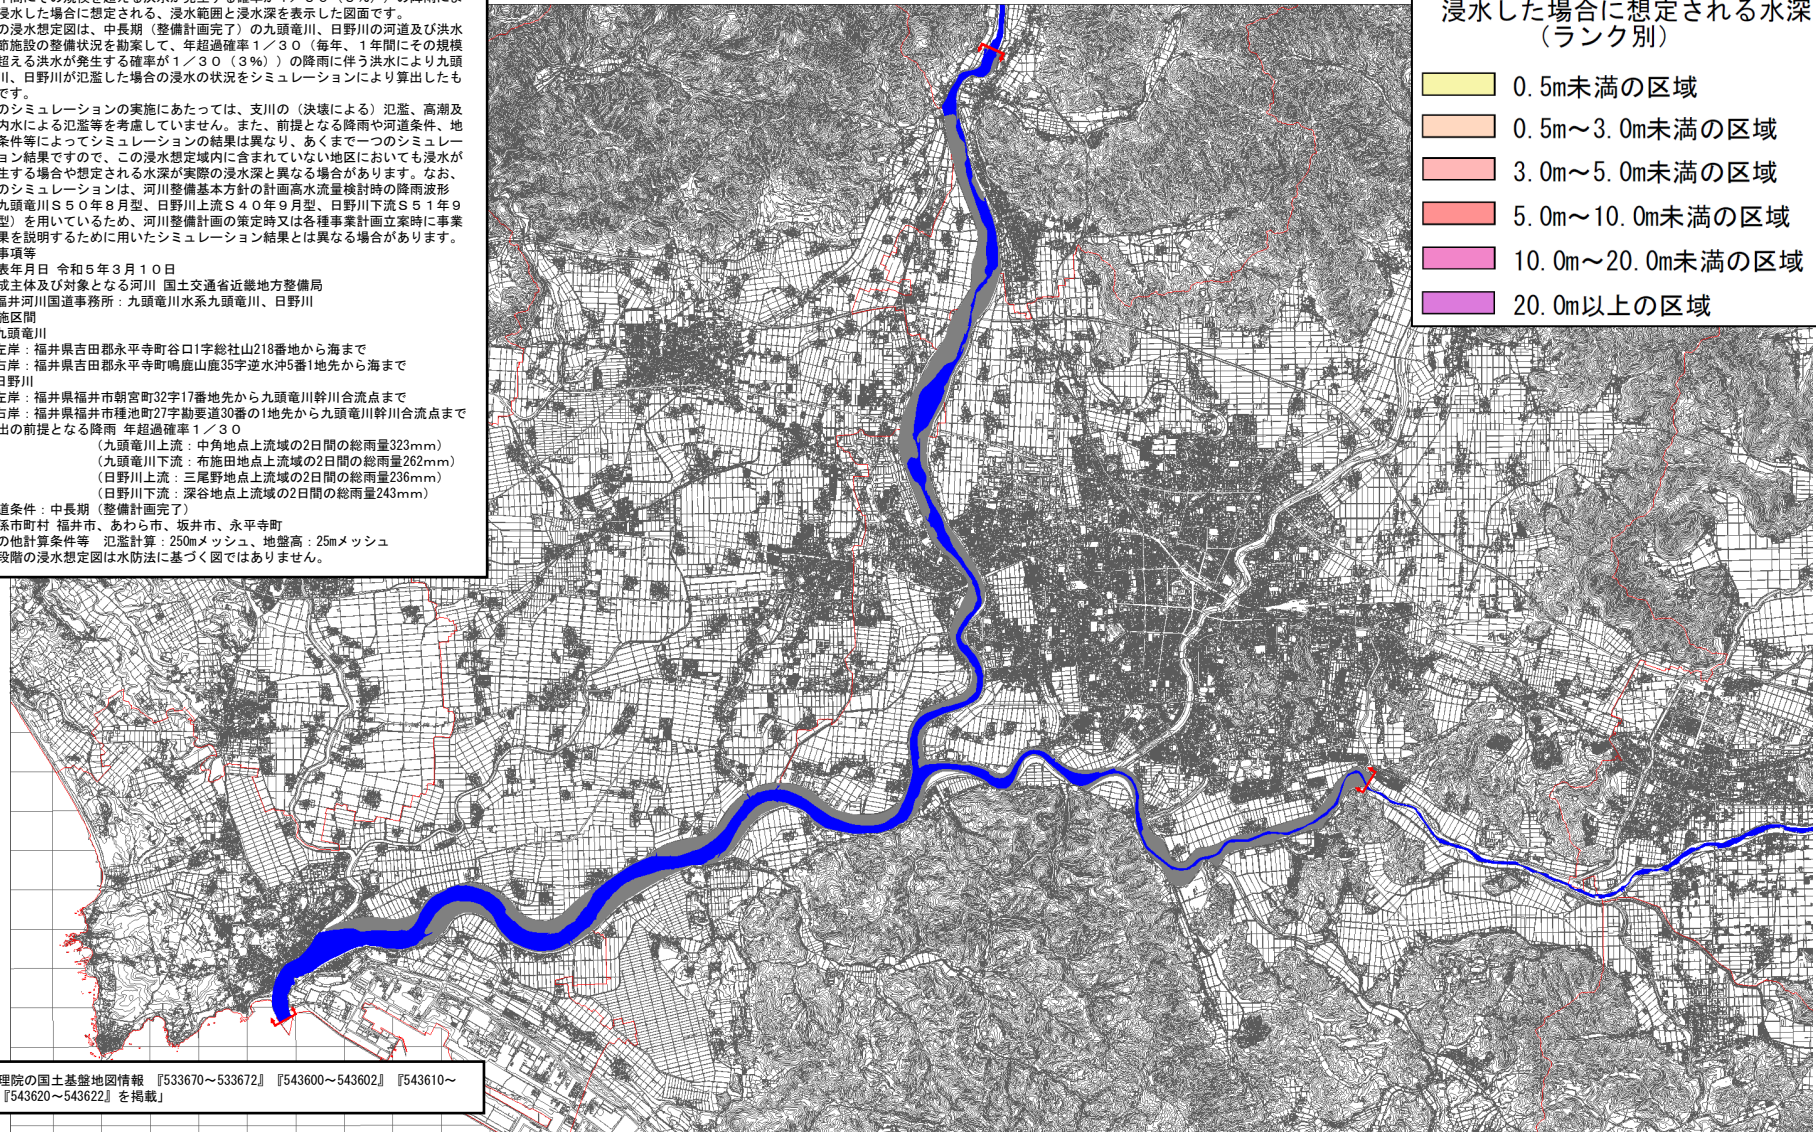 浸水した場合に想定される、浸水範囲と浸水深を表示した図面です。
の浸水想定図は、中長期（整備計画完了）の九頭竜川、日野川の河道及び洪水
節施設の整備状況を勘案して、年超過確率１／３０（毎年、１年間にその規模
超える洪水が発生する確率が１／３０（３％））の降雨に伴う洪水により九頭
川、日野川が氾濫した場合の浸水の状況をシミュレーションにより算出したも
です。
のシミュレーションの実施にあたっては、支川の（決壊による）氾濫、高潮及
内水による氾濫等を考慮していません。また、前提となる降雨や河道条件、地
条件等によってシミュレーションの結果は異なり、あくまで一つのシミュレー
ョン結果ですので、この浸水想定域内に含まれていない地区においても浸水が
生する場合や想定される水深が実際の浸水深と異なる場合があります。なお、
のシミュレーションは、河川整備基本方針の計画高水流量検討時の降雨波形
九頭竜川Ｓ５０年８月型、日野川上流Ｓ４０年９月型、日野川下流Ｓ５１年９
型）を用いているため、河川整備計画の策定時又は各種事業計画立案時に事業
果を説明するために用いたシミュレーション結果とは異なる場合があります。
事項等
表年月日 令和５年３月１０日
成主体及び対象となる河川 国土交通省近畿地方整備局
福井河川国道事務所：九頭竜川水系九頭竜川、日野川
施区間
九頭竜川
左岸：福井県吉田郡永平寺町谷口1字総社山218番地から海まで
右岸：福井県吉田郡永平寺町鳴鹿山鹿35字逆水沖5番1地先から海まで
日野川
左岸：福井県福井市朝宮町32字17番地先から九頭竜川幹川合流点まで
右岸：福井県福井市種池町27字勘要道30番の1地先から九頭竜川幹川合流点まで
出の前提となる降雨 年超過確率１／３０
（九頭竜川上流：中角地点上流域の2日間の総雨量323mm）
（九頭竜川下流：布施田地点上流域の2日間の総雨量262mm）
（日野川上流：三尾野地点上流域の2日間の総雨量236mm）
（日野川下流：深谷地点上流域の2日間の総雨量243mm）
道条件：中長期（整備計画完了）
係市町村 福井市、あわら市、坂井市、永平寺町
の他計算条件等 氾濫計算：250mメッシュ、地盤高：25mメッシュ
段階の浸水想定図は水防法に基づく図ではありません。
浸水した場合に想定される水深
（ランク別）
0.5m未満の区域
0.5m～3.0m未満の区域
3.0m～5.0m未満の区域
5.0m～10.0m未満の区域
10.0m～20.0m未満の区域
20.0m以上の区域
理院の国土基盤地図情報 『533670～533672』『543600～543602』『543610～
『543620～543622』を掲載」